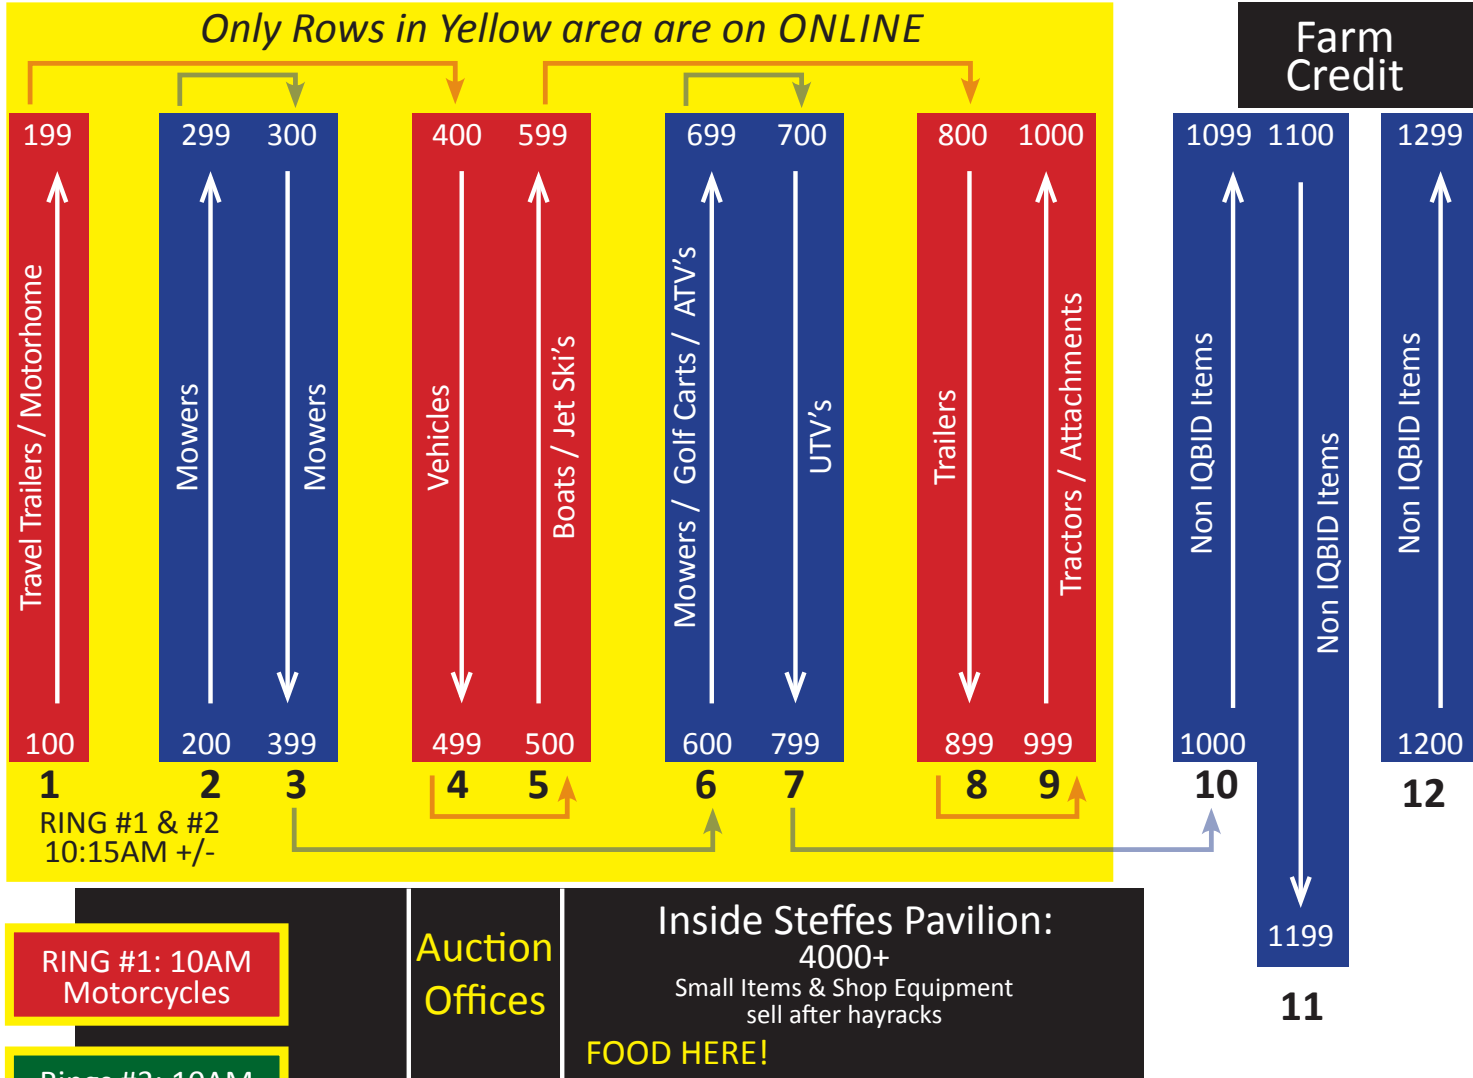 Only Rows in Yellow area are on ONLINE
Farm
Credit
199
299
300
400
599
699
700
800
1000
1099
1100
1299
Travel Trailers / Motorhome
Mowers
Mowers
Vehicles
Boats / Jet Ski's
Mowers / Golf Carts / ATV's
UTV's
Trailers
Tractors / Attachments
Non IQBID Items
Non IQBID Items
Non IQBID Items
100
200
399
499
500
600
799
899
999
1000
1200
1
2
3
4
5
6
7
8
9
10
12
RING #1 & #2
10:15AM +/-
1199
11
RING #1: 10AM
Motorcycles
Auction
Offices
Inside Steffes Pavilion:
4000+
Small Items & Shop Equipment
sell after hayracks
FOOD HERE!